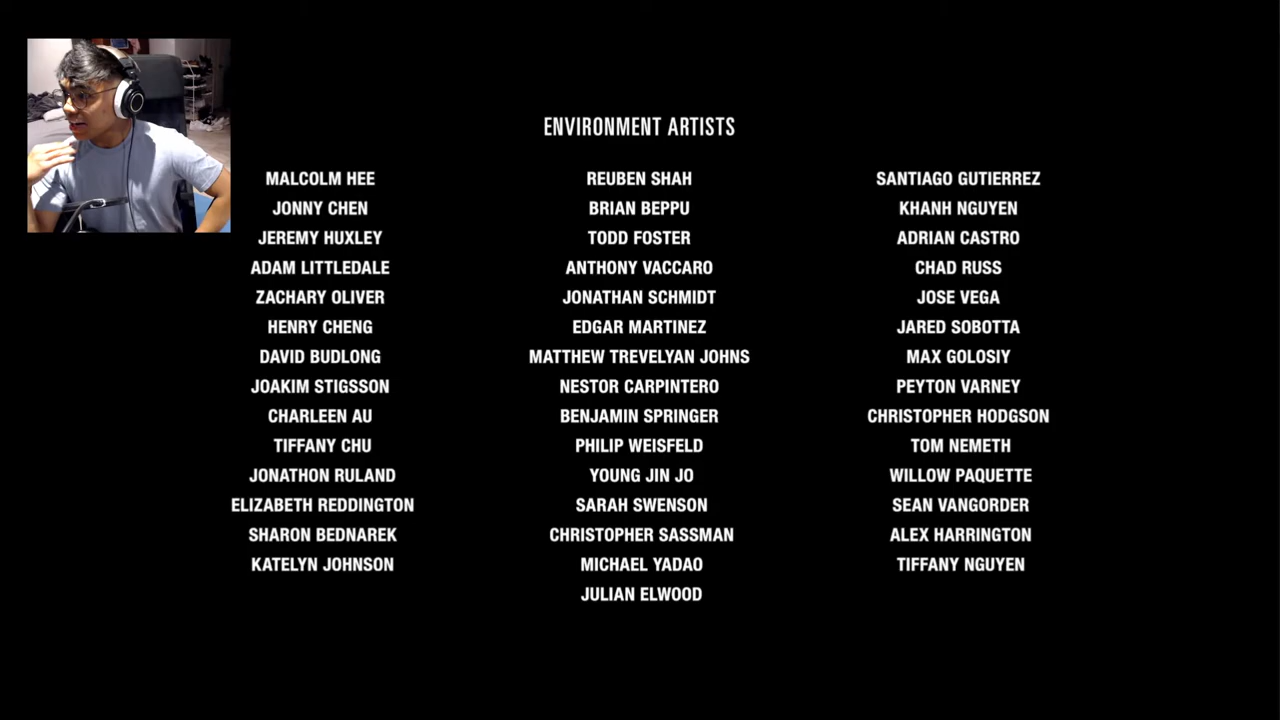 ENVIRONMENT ARTISTS
MALCOLM HEE
JONNY CHEN
JEREMY HUXLEY
ADAM LITTLEDALE
ZACHARY OLIVER
HENRY CHENG
DAVID BUDLONG
JOAKIM STIGSSON
CHARLEEN AU
TIFFANY CHU
JONATHON RULAND
ELIZABETH REDDINGTON
SHARON BEDNAREK
KATELYN JOHNSON
REUBEN SHAH
BRIAN BEPPU
TODD FOSTER
ANTHONY VACCARO
JONATHAN SCHMIDT
EDGAR MARTINEZ
MATTHEW TREVELYAN JOHNS
NESTOR CARPINTERO
BENJAMIN SPRINGER
PHILIP WEISFELD
YOUNG JIN JO
SARAH SWENSON
CHRISTOPHER SASSMAN
MICHAEL YADAO
JULIAN ELWOOD
SANTIAGO GUTIERREZ
KHANH NGUYEN
ADRIAN CASTRO
CHAD RUSS
JOSE VEGA
JARED SOBOTTA
MAX GOLOSIY
PEYTON VARNEY
CHRISTOPHER HODGSON
TOM NEMETH
WILLOW PAQUETTE
SEAN VANGORDER
ALEX HARRINGTON
TIFFANY NGUYEN